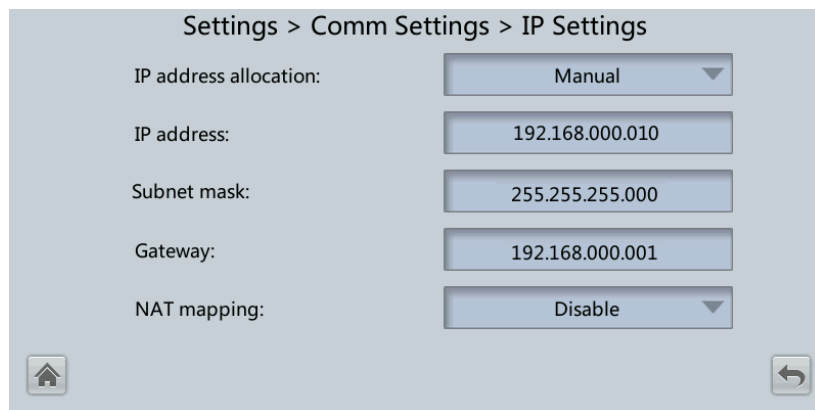 Settings > Comm Settings > IP Settings
IP address allocation: Manual
IP address: 192.168.000.010
Subnet mask: 255.255.255.000
Gateway: 192.168.000.001
NAT mapping: Disable